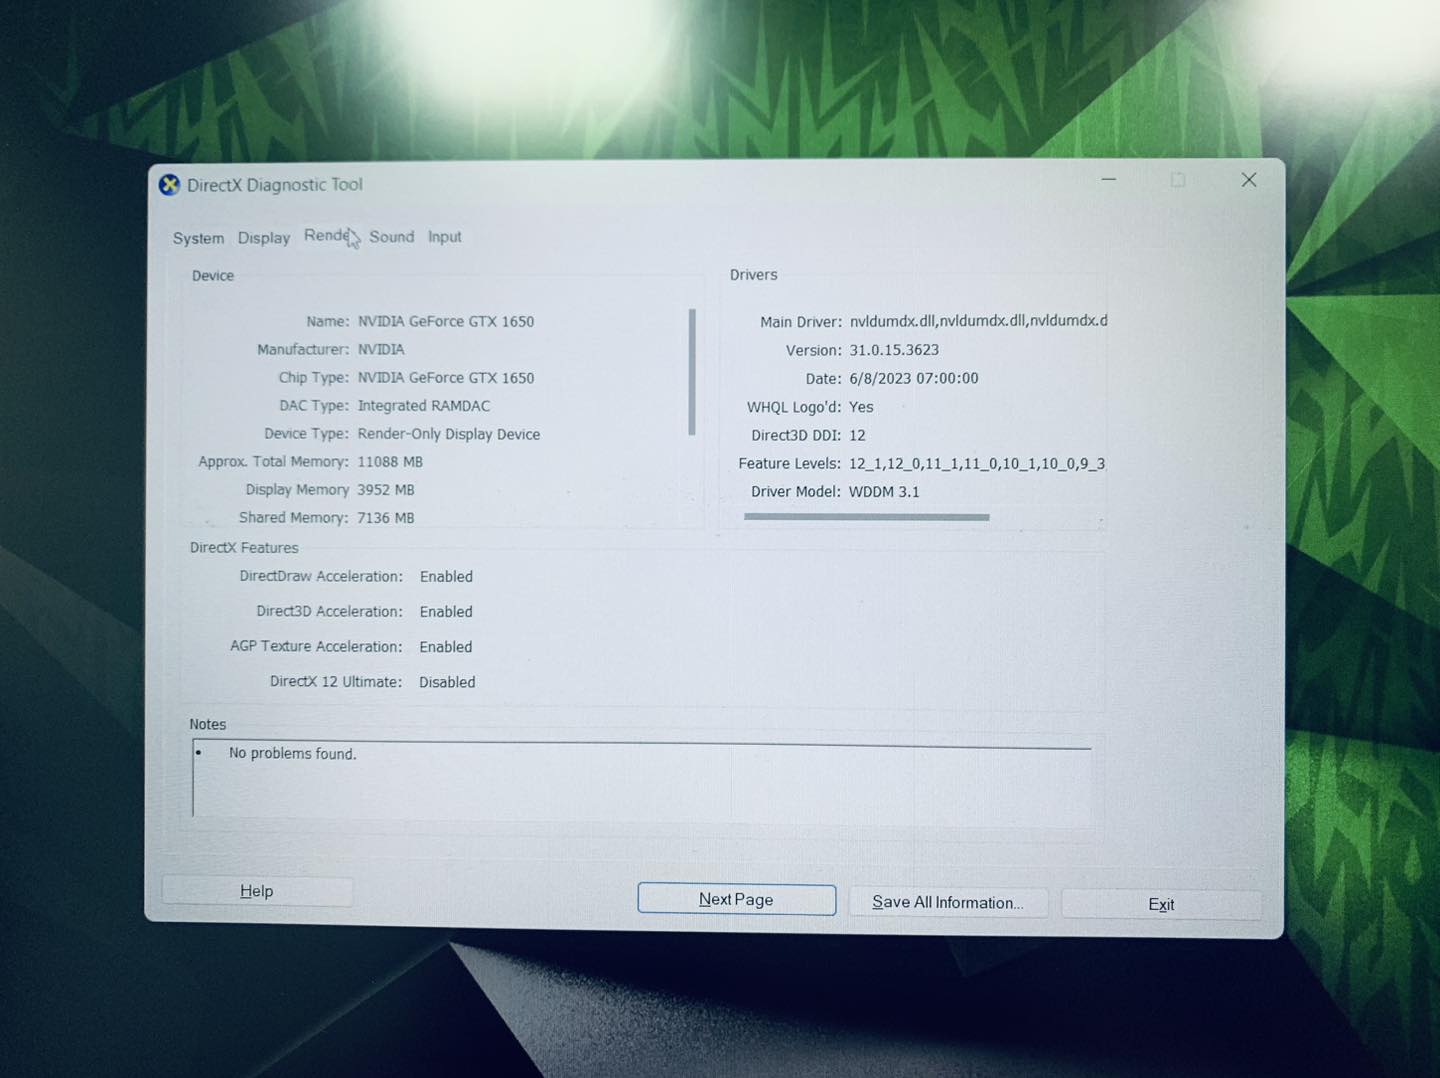 DirectX Diagnostic Tool
System Display Render Sound Input
Device
Name: NVIDIA GeForce GTX 1650
Manufacturer: NVIDIA
Chip Type: NVIDIA GeForce GTX 1650
DAC Type: Integrated RAMDAC
Device Type: Render-Only Display Device
Approx. Total Memory: 11088 MB
Display Memory 3952 MB
Shared Memory: 7136 MB
Drivers
Main Driver: nvldumdx.dll,nvldumdx.dll,nvldumdx.d
Version: 31.0.15.3623
Date: 6/8/2023 07:00:00
WHQL Logo'd: Yes
Direct3D DDI: 12
Feature Levels: 12_1,12_0,11_1,11_0,10_1,10_0,9_3
Driver Model: WDDM 3.1
DirectX Features
DirectDraw Acceleration: Enabled
Direct3D Acceleration: Enabled
AGP Texture Acceleration: Enabled
DirectX 12 Ultimate: Disabled
Notes
• No problems found.
Help
Next Page
Save All Information...
Exit